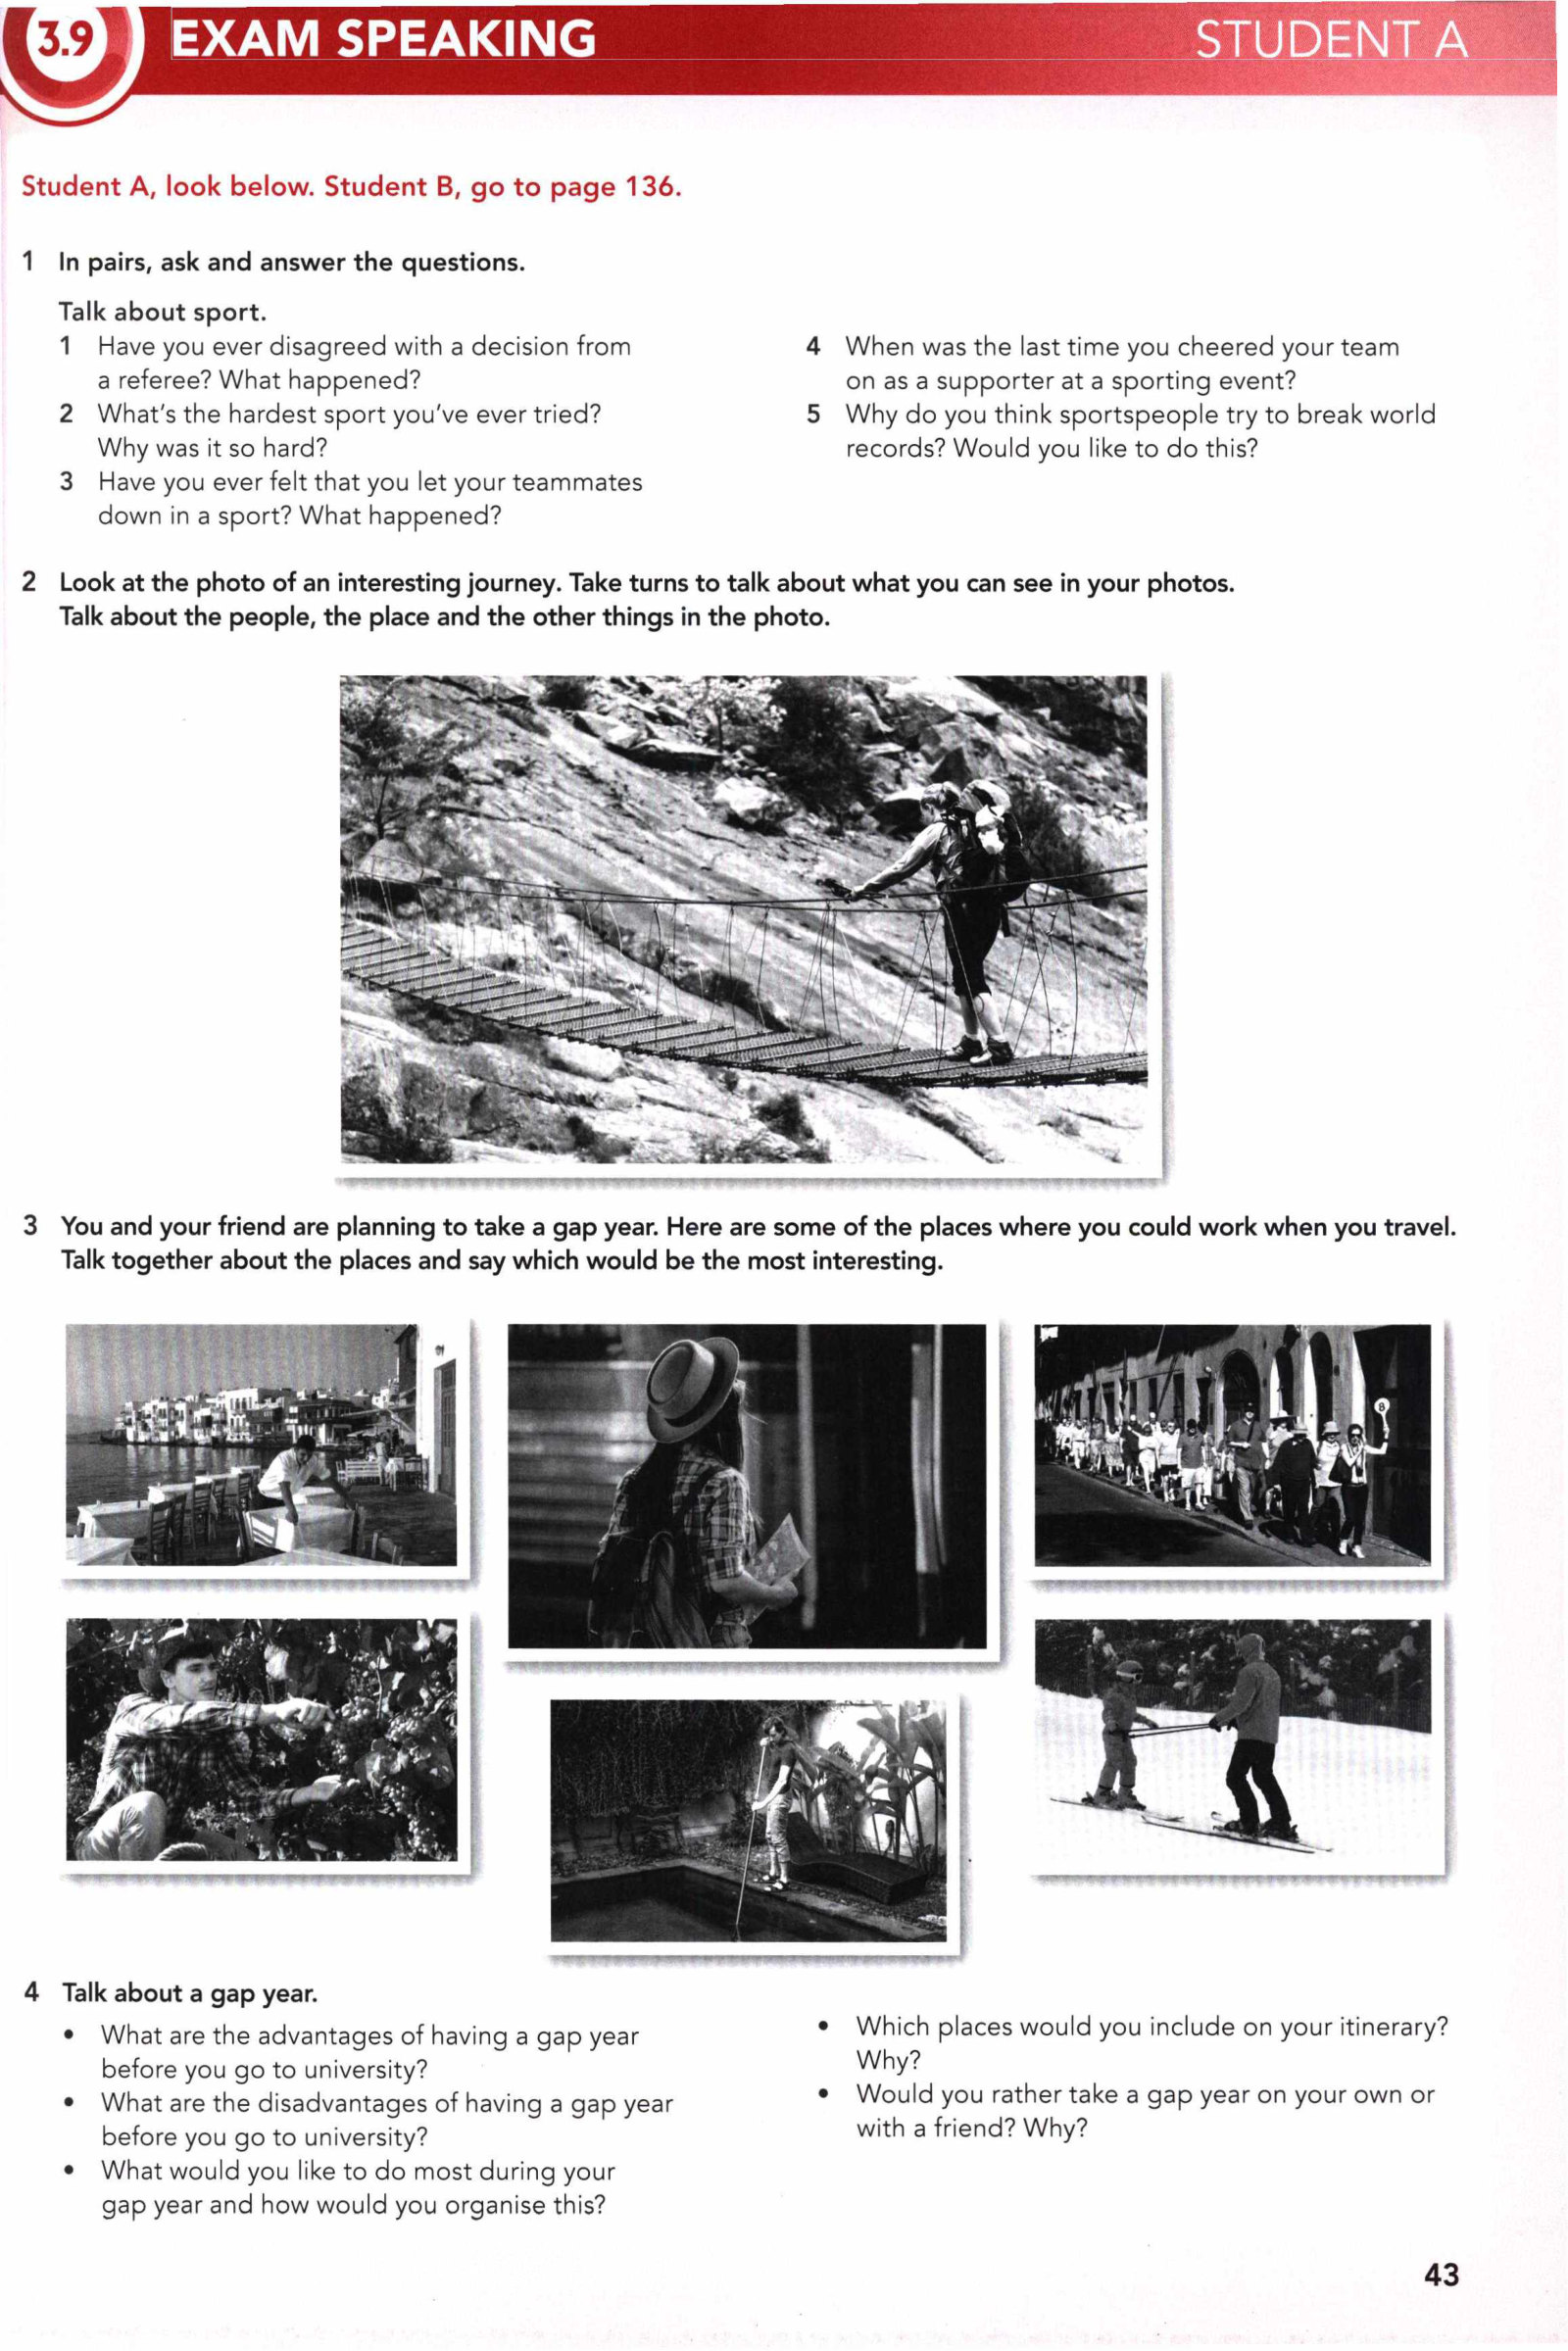 3.9 EXAM SPEAKING STUDENT A
Student A, look below. Student B, go to page 136.
1 In pairs, ask and answer the questions.
Talk about sport.
1 Have you ever disagreed with a decision from
a referee? What happened?
2 What's the hardest sport you've ever tried?
Why was it so hard?
3 Have you ever felt that you let your teammates
down in a sport? What happened?
4 When was the last time you cheered your team
on as a supporter at a sporting event?
5 Why do you think sportspeople try to break world
records? Would you like to do this?
2 Look at the photo of an interesting journey. Take turns to talk about what you can see in your photos.
Talk about the people, the place and the other things in the photo.
3 You and your friend are planning to take a gap year. Here are some of the places where you could work when you travel.
Talk together about the places and say which would be the most interesting.
8
4 Talk about a gap year.
• What are the advantages of having a gap year
before you go to university?
• What are the disadvantages of having a gap year
before you go to university?
• What would you like to do most during your
gap year and how would you organise this?
• Which places would you include on your itinerary?
Why?
• Would you rather take a gap year on your own or
with a friend? Why?
43